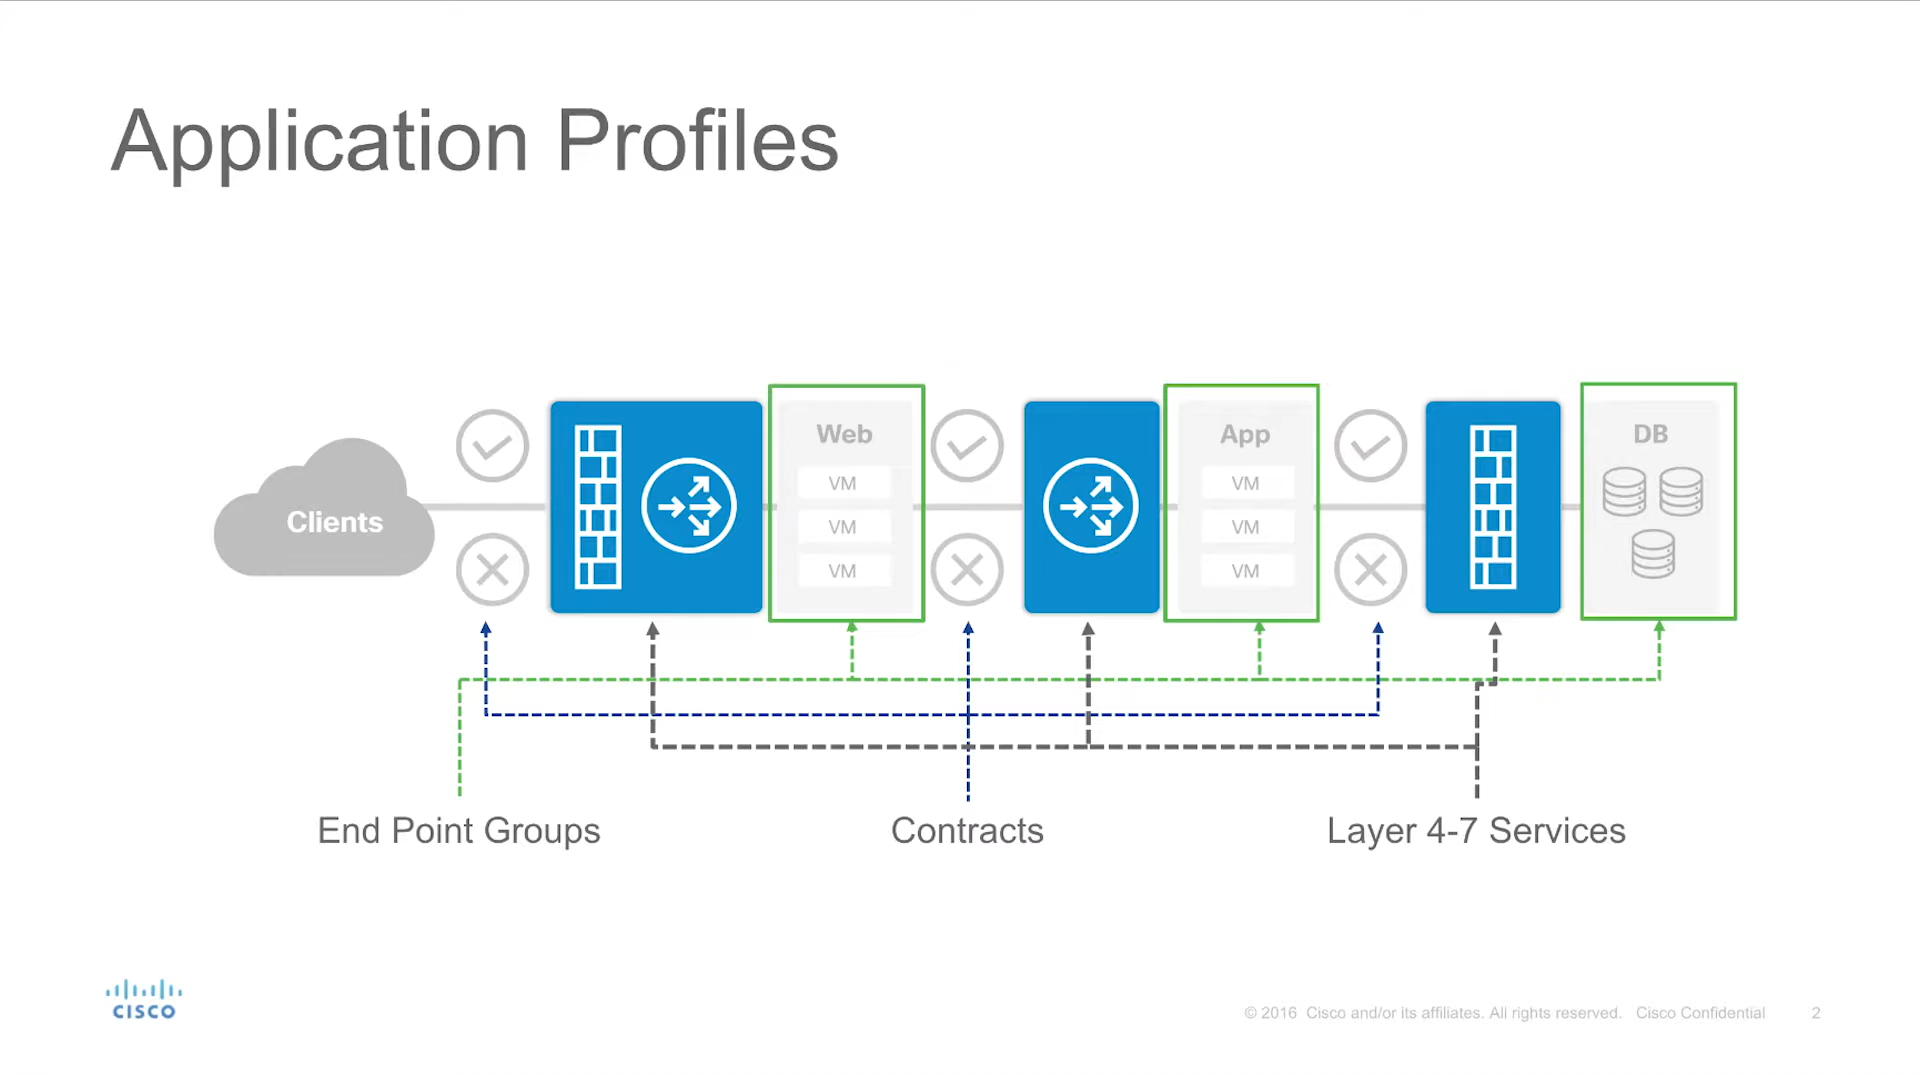 Application Profiles
Clients
Web
VM
VM
VM
App
VM
VM
VM
DB
End Point Groups
Contracts
Layer 4-7 Services
CISCO
© 2016 Cisco and/or its affiliates. All rights reserved. Cisco Confidential 2